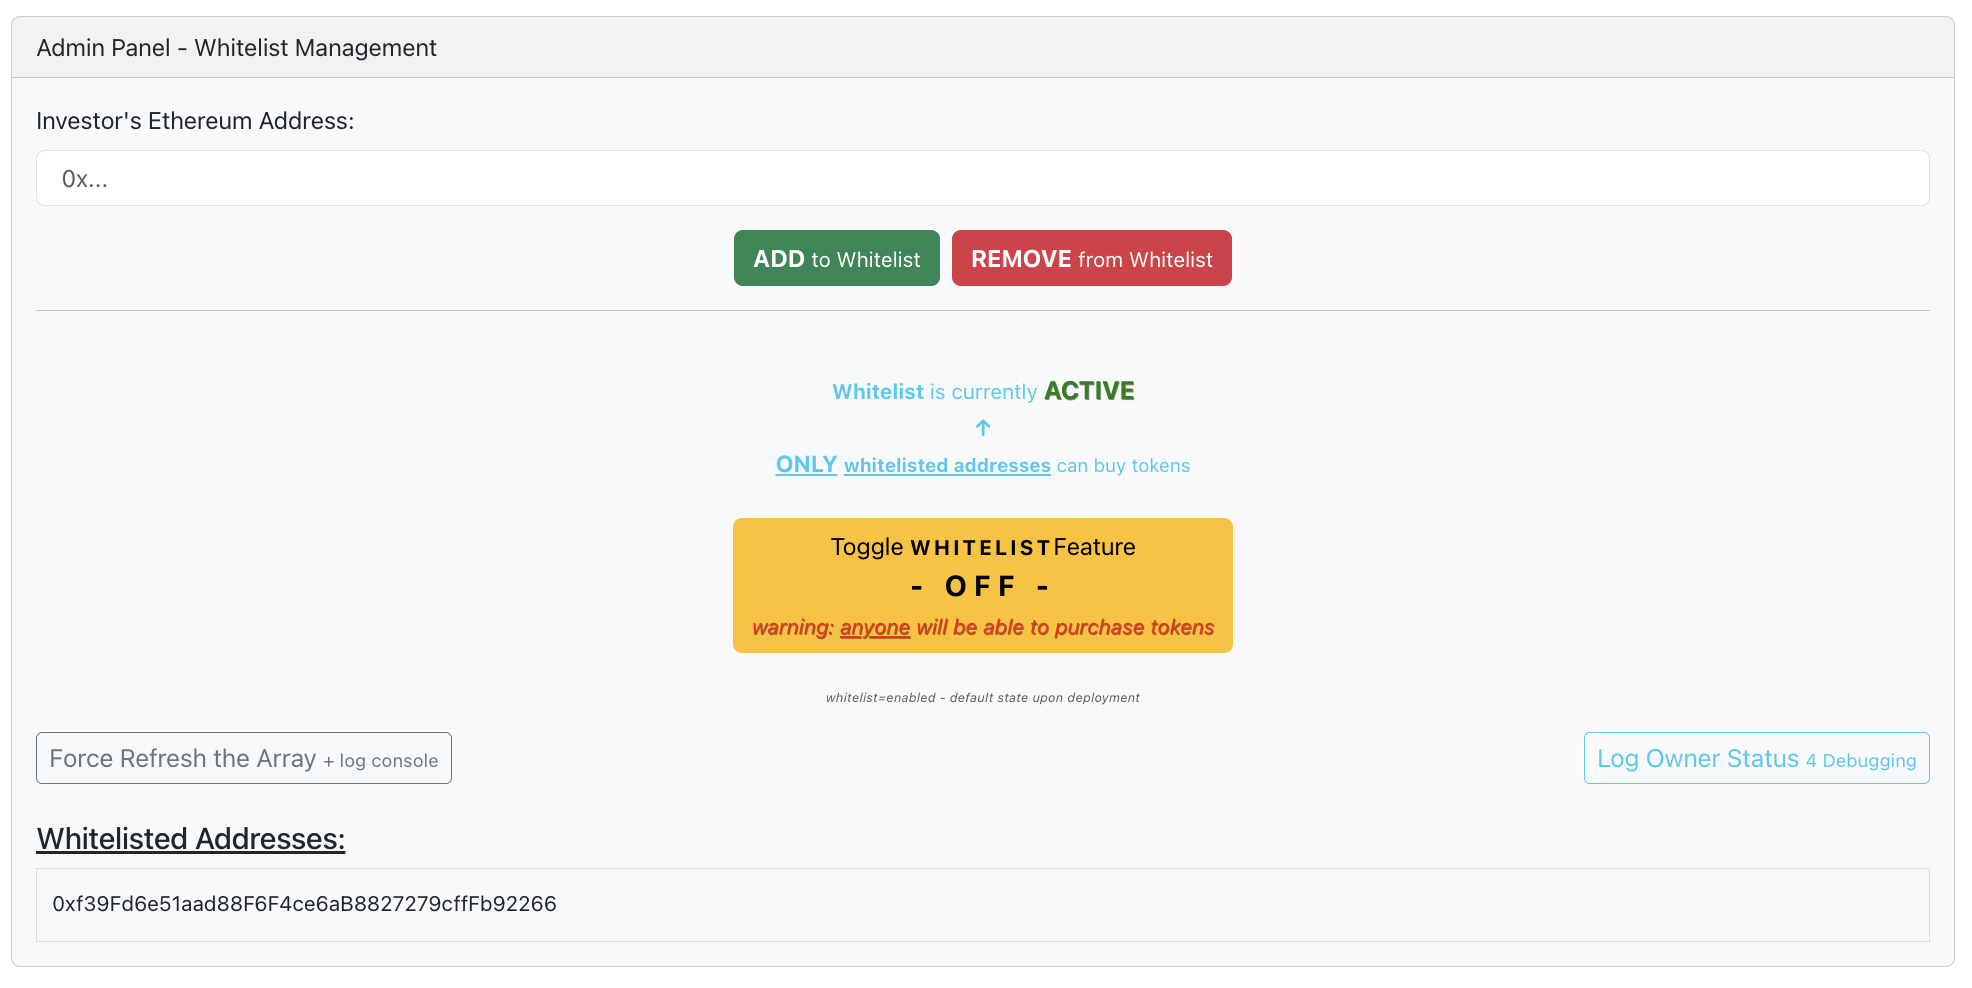 Admin Panel - Whitelist Management
Investor's Ethereum Address:
0x...
ADD to Whitelist
REMOVE from Whitelist
Whitelist is currently ACTIVE
↑
ONLY whitelisted addresses can buy tokens
Toggle WHITELIST Feature
- OFF -
warning: anyone will be able to purchase tokens
whitelist=enabled - default state upon deployment
Force Refresh the Array + log console
Log Owner Status 4 Debugging
Whitelisted Addresses:
0xf39Fd6e51aad88F6F4ce6aB8827279cffFb92266